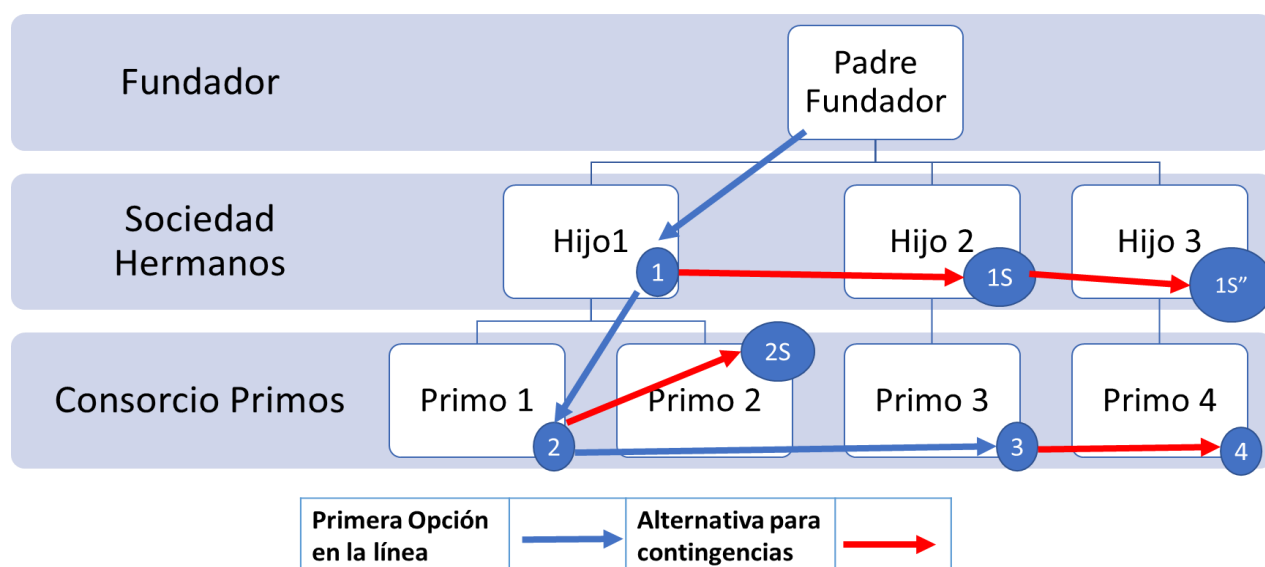 Fundador
Padre
Fundador
Sociedad
Hermanos
Hijo1
1
Hijo 2
1S
Hijo 3
1S”
Consorcio Primos
Primo 1
2
Primo 2
2S
Primo 3
3
Primo 4
4
Primera Opción
en la línea
Alternativa para
contingencias